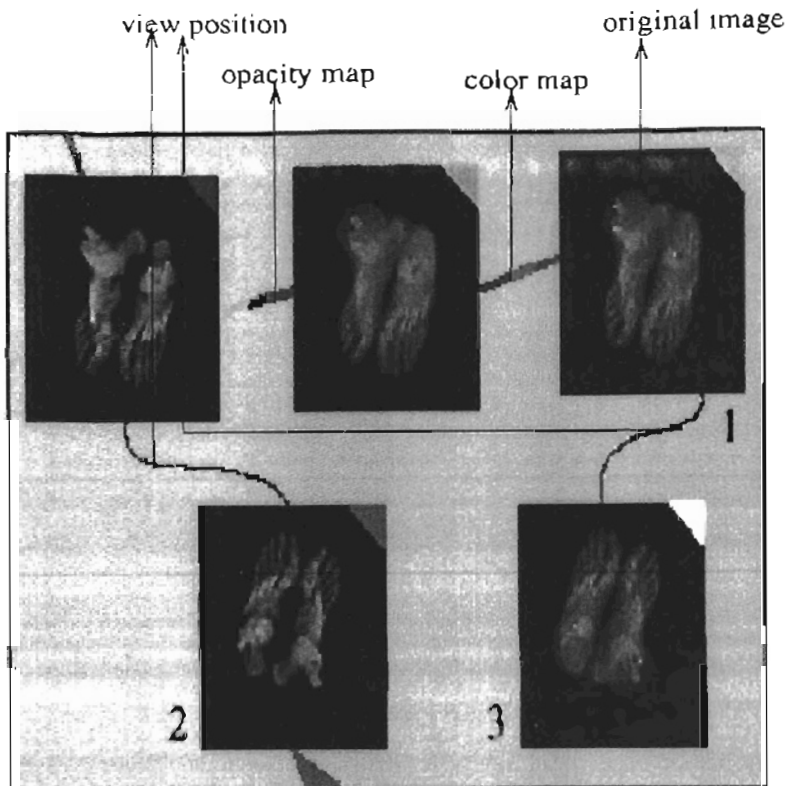 view position
original image
opacity map
color map
1
2
3